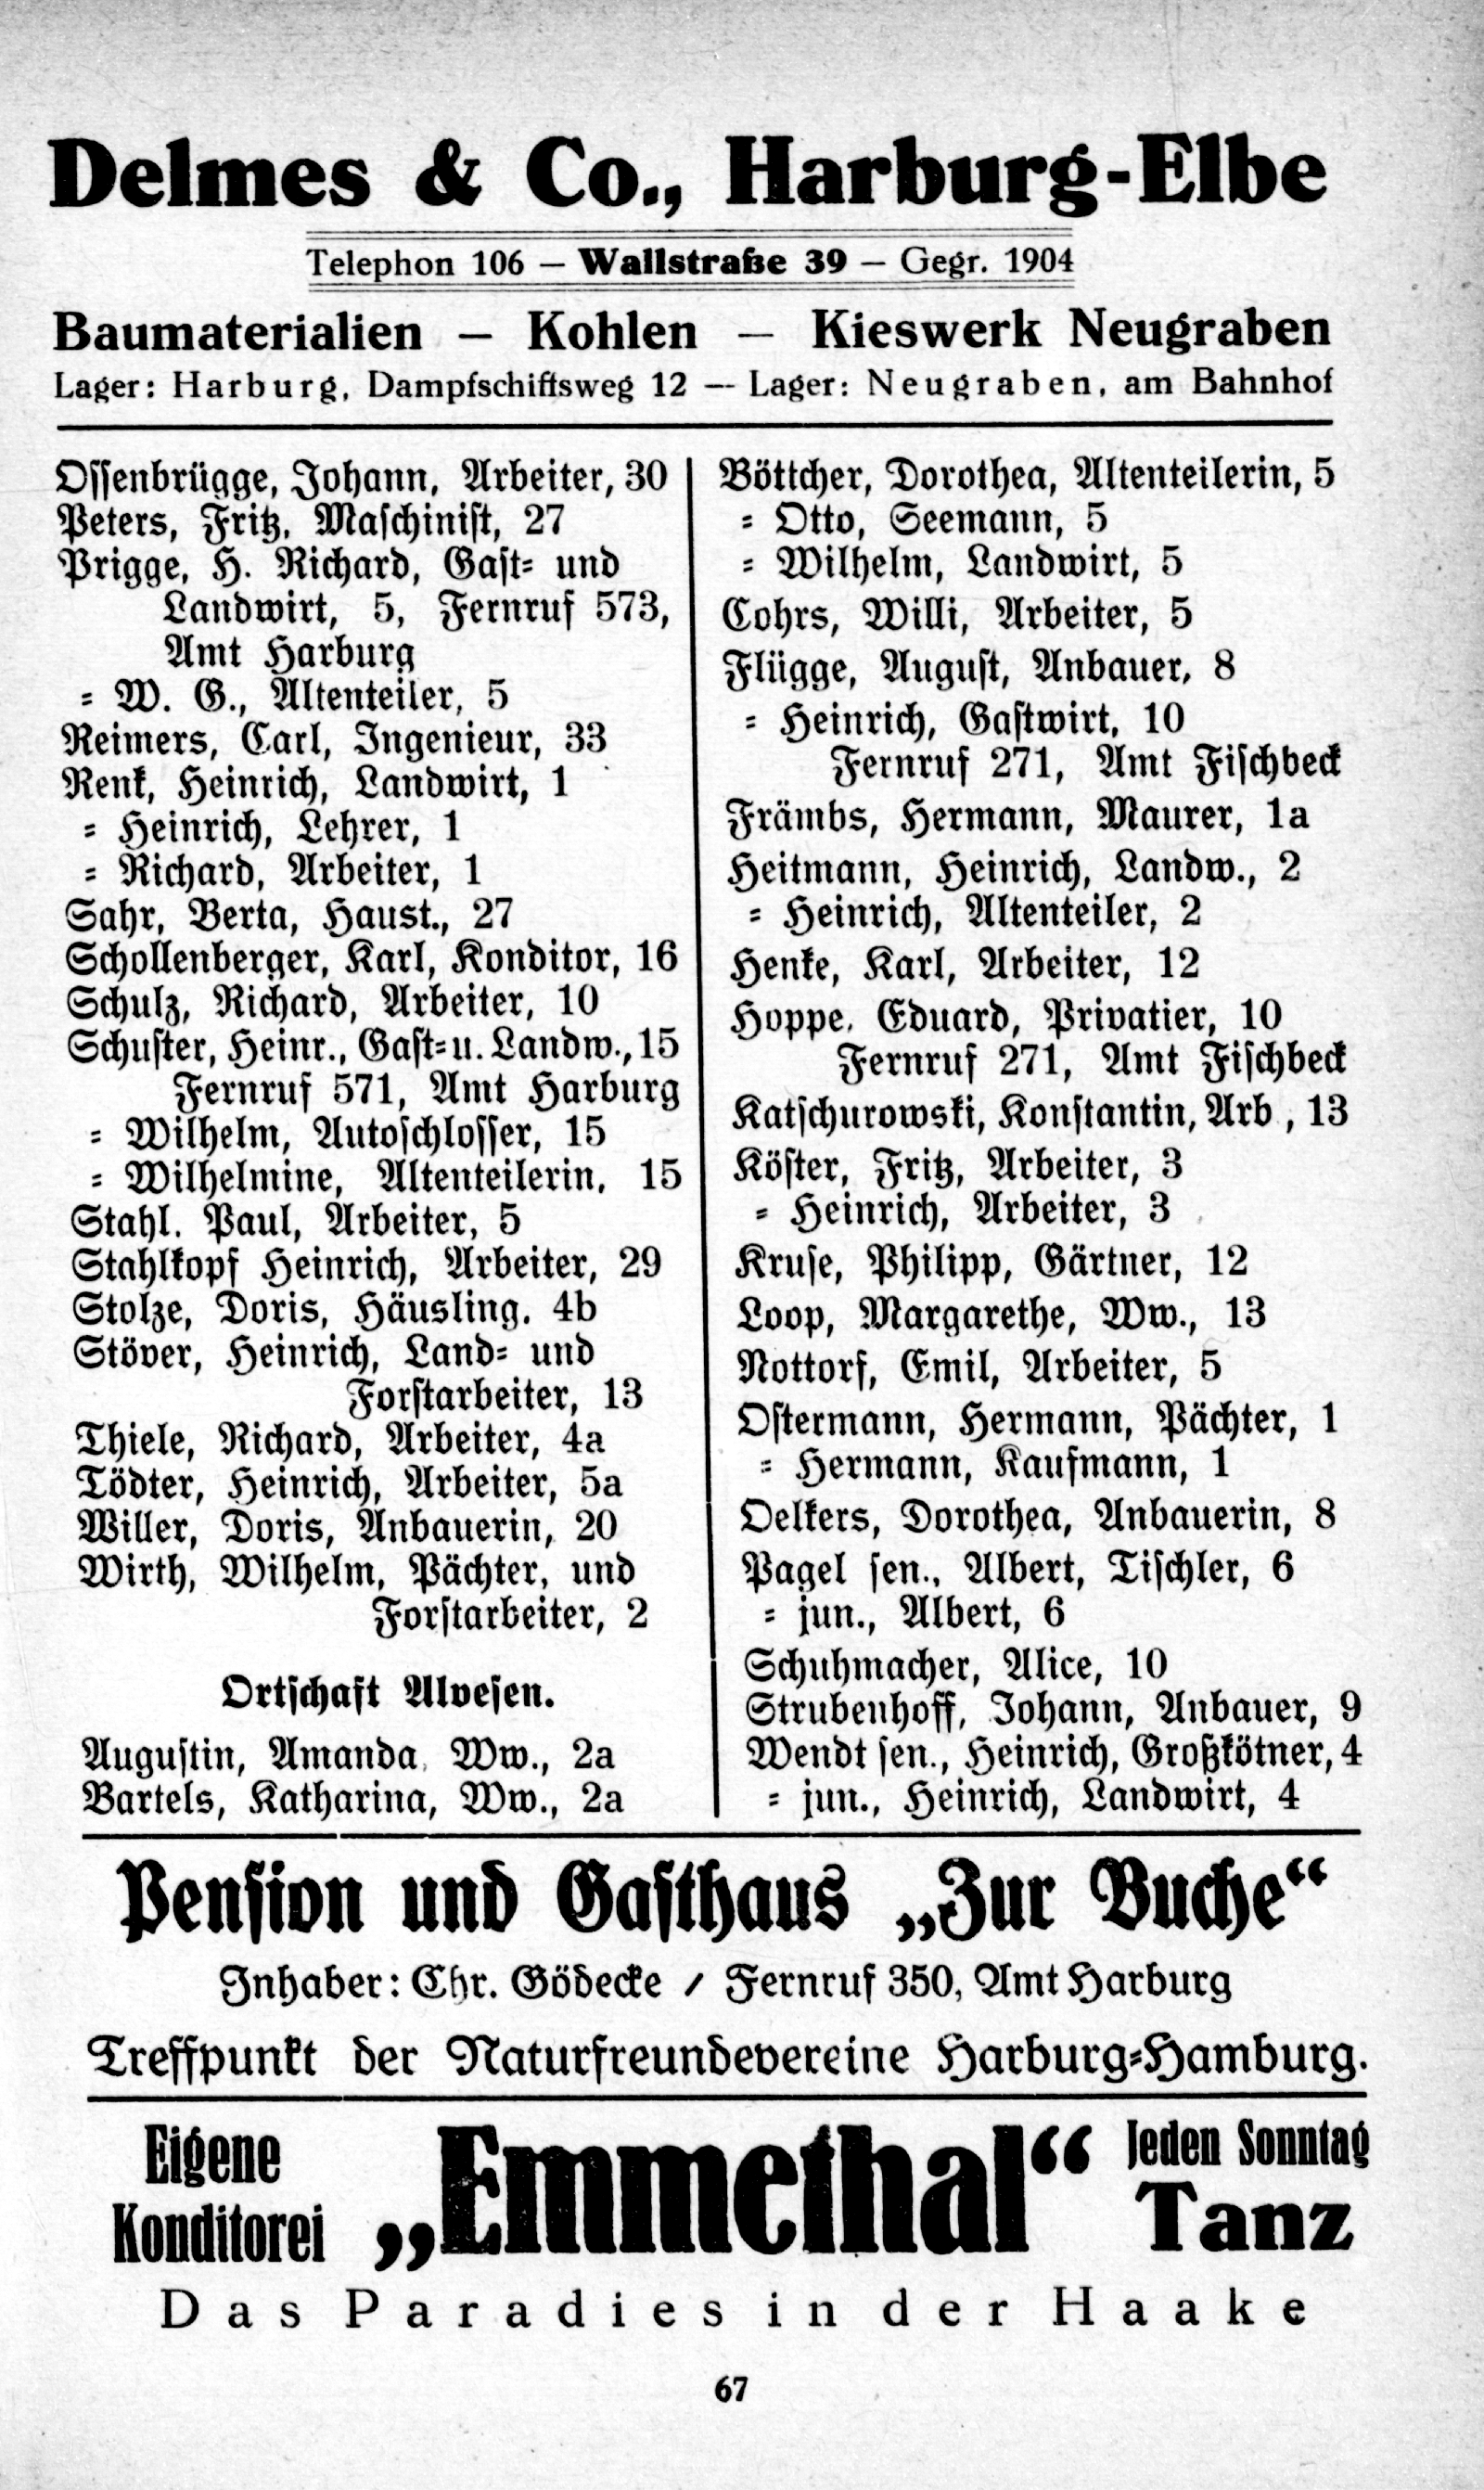 Delmes & Co., Harburg-Elbe
Telephon 106 — Wallstraße 39 — Gegr. 1904
Baumaterialien — Kohlen — Kieswerk Neugraben
Lager: Harburg, Dampfschiffsweg 12 — Lager: Neugraben, am Bahnhof
Ossenbrügge, Johann, Arbeiter, 30
Peters, Fritz, Maschinist, 27
Prigge, H. Richard, Gast= und
Landwirt, 5, Fernruf 573,
Amt Harburg
= W. G., Altenteiler, 5
Reimers, Carl, Ingenieur, 33
Renk, Heinrich, Landwirt, 1
= Heinrich, Lehrer, 1
= Richard, Arbeiter, 1
Sahr, Berta, Haust., 27
Schollenberger, Karl, Konditor, 16
Schulz, Richard, Arbeiter, 10
Schuster, Heinr., Gast=u. Landw., 15
Fernruf 571, Amt Harburg
= Wilhelm, Autoschlosser, 15
= Wilhelmine, Altenteilerin, 15
Stahl. Paul, Arbeiter, 5
Stahlkopf Heinrich, Arbeiter, 29
Stolze, Doris, Häusling, 4b
Stöver, Heinrich, Land= und
Forstarbeiter, 13
Thiele, Richard, Arbeiter, 4a
Tödter, Heinrich, Arbeiter, 5a
Willer, Doris, Anbauerin, 20
Wirth, Wilhelm, Pächter, und
Forstarbeiter, 2
Ortschaft Alvesen.
Augustin, Amanda, Ww., 2a
Bartels, Katharina, Ww., 2a
Böttcher, Dorothea, Altenteilerin, 5
= Otto, Seemann, 5
= Wilhelm, Landwirt, 5
Cohrs, Willi, Arbeiter, 5
Flügge, August, Anbauer, 8
= Heinrich, Gastwirt, 10
Fernruf 271, Amt Fischbeck
Främbs, Hermann, Maurer, 1a
Heitmann, Heinrich, Landw., 2
= Heinrich, Altenteiler, 2
Henke, Karl, Arbeiter, 12
Hoppe, Eduard, Privatier, 10
Fernruf 271, Amt Fischbeck
Katschurowski, Konstantin, Arb , 13
Köster, Fritz, Arbeiter, 3
= Heinrich, Arbeiter, 3
Kruse, Philipp, Gärtner, 12
Loop, Margarethe, Ww., 13
Nottorf, Emil, Arbeiter, 5
Ostermann, Hermann, Pächter, 1
= Hermann, Kaufmann, 1
Oelkers, Dorothea, Anbauerin, 8
Pagel sen., Albert, Tischler, 6
= jun., Albert, 6
Schuhmacher, Alice, 10
Strubenhoff, Johann, Anbauer, 9
Wendt sen., Heinrich, Großkötner, 4
= jun., Heinrich, Landwirt, 4
Pension und Gasthaus „Zur Buche“
Inhaber: Chr. Gödecke / Fernruf 350, Amt Harburg
Treffpunkt der Naturfreundevereine Harburg=Hamburg.
Eigene
Konditorei
„Emmethal“
Jeden Sonntag
Tanz
Das Paradies in der Haake
67